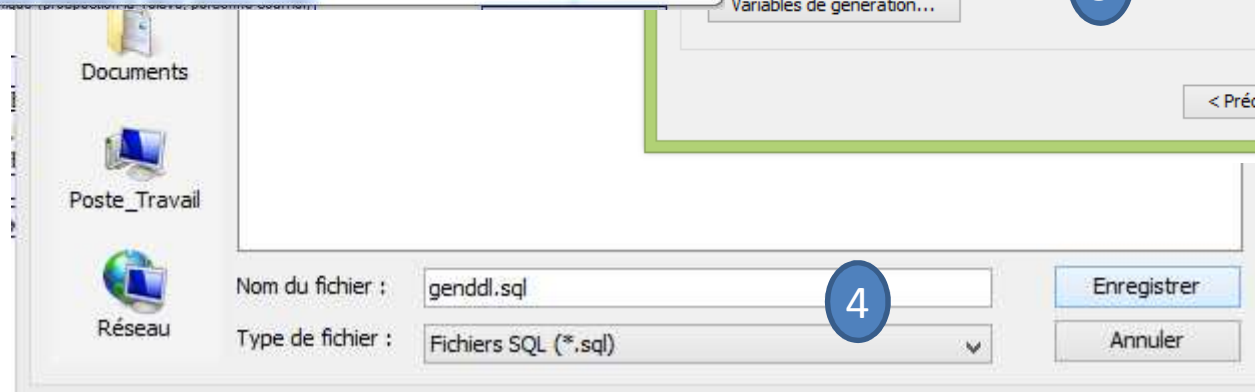 Variables de génération...
Documents
< Préc
Poste_Travail
Réseau
Nom du fichier : genddl.sql
Enregistrer
Type de fichier : Fichiers SQL (*.sql)
Annuler
4